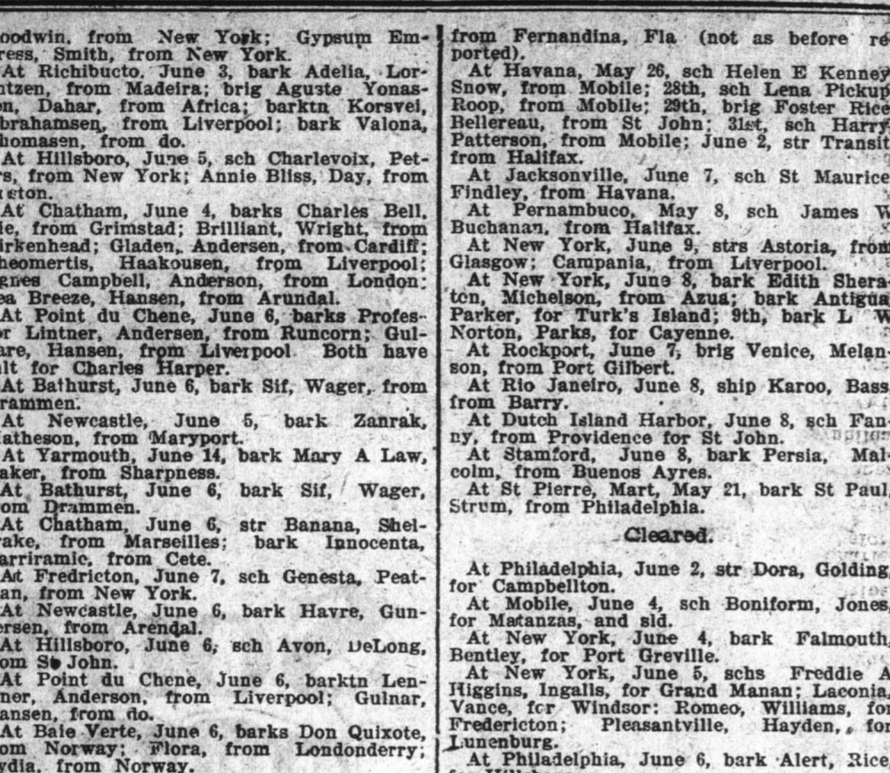 oodwin, from New York; Gypsum Em-
ress, Smith, from New York.
At Richibucto, June 3, bark Adelia, Lor-
ntzen, from Madeira; brig Aguste Yonas-
en, Dahar, from Africa; barktn Korsvei,
brahamsen, from Liverpool; bark Valona,
homasen, from do.
At Hillsboro, June 5, sch Charlevoix, Pet-
rs, from New York; Annie Bliss, Day, from
ston.
At Chatham, June 4, barks Charles Bell,
le, from Grimstad; Brilliant, Wright, from
irkenhead; Gladen, Andersen, from Cardiff;
heomertis, Haakousen, from Liverpool;
gnes Campbell, Anderson, from London;
ea Breeze, Hansen, from Arundal.
At Point du Chene, June 6, barks Profes-
or Lintner, Andersen, from Runcorn; Gul-
are, Hansen, from Liverpool. Both have
lt for Charles Harper.
At Bathurst, June 6, bark Sif, Wager, from
rammen.
At Newcastle, June 5, bark Zanrak,
atheson, from Maryport.
At Yarmouth, June 14, bark Mary A Law,
aker, from Sharpness.
At Bathurst, June 6, bark Sif, Wager,
om Drammen.
At Chatham, June 6, str Banana, Shel-
rake, from Marseilles; bark Innocenta,
arriramic, from Cete.
At Fredricton, June 7, sch Genesta, Peat-
an, from New York.
At Newcastle, June 6, bark Havre, Gun-
ersen, from Arendal.
At Hillsboro, June 6, sch Avon, DeLong,
om St John.
At Point du Chene, June 6, barktn Len-
ner, Anderson, from Liverpool; Gulnar,
ansen, from do.
At Baie Verte, June 6, barks Don Quixote,
om Norway; Flora, from Londonderry;
ydia, from Norway.
from Fernandina, Fla (not as before re-
ported).
At Havana, May 26, sch Helen E Kenney
Snow, from Mobile; 28th, sch Lena Pickup
Roop, from Mobile; 29th, brig Foster Rice
Bellereau, from St John; 31st, sch Harry
Patterson, from Mobile; June 2, str Transit
from Halifax.
At Jacksonville, June 7, sch St Maurice
Findley, from Havana.
At Pernambuco, May 8, sch James W
Buchanan, from Halifax.
At New York, June 9, strs Astoria, from
Glasgow; Campania, from Liverpool.
At New York, June 8, bark Edith Shera-
ton, Michelson, from Azua; bark Antigua
Parker, for Turk's Island; 9th, bark L W
Norton, Parks, for Cayenne.
At Rockport, June 7, brig Venice, Melan-
son, from Port Gilbert.
At Rio Janeiro, June 8, ship Karoo, Bass
from Barry.
At Dutch Island Harbor, June 8, sch Fan-
ny, from Providence for St John.
At Stamford, June 8, bark Persia, Mal-
colm, from Buenos Ayres.
At St Pierre, Mart, May 21, bark St Paul
Strum, from Philadelphia.
Cleared.
At Philadelphia, June 2, str Dora, Golding
for Campbellton.
At Mobile, June 4, sch Boniform, Jones,
for Matanzas, and sld.
At New York, June 4, bark Falmouth,
Bentley, for Port Greville.
At New York, June 5, schs Freddie A
Higgins, Ingalls, for Grand Manan; Laconia,
Vance, for Windsor; Romeo, Williams, for
Fredericton; Pleasantville, Hayden, for
Lunenburg.
At Philadelphia, June 6, bark Alert, Rice